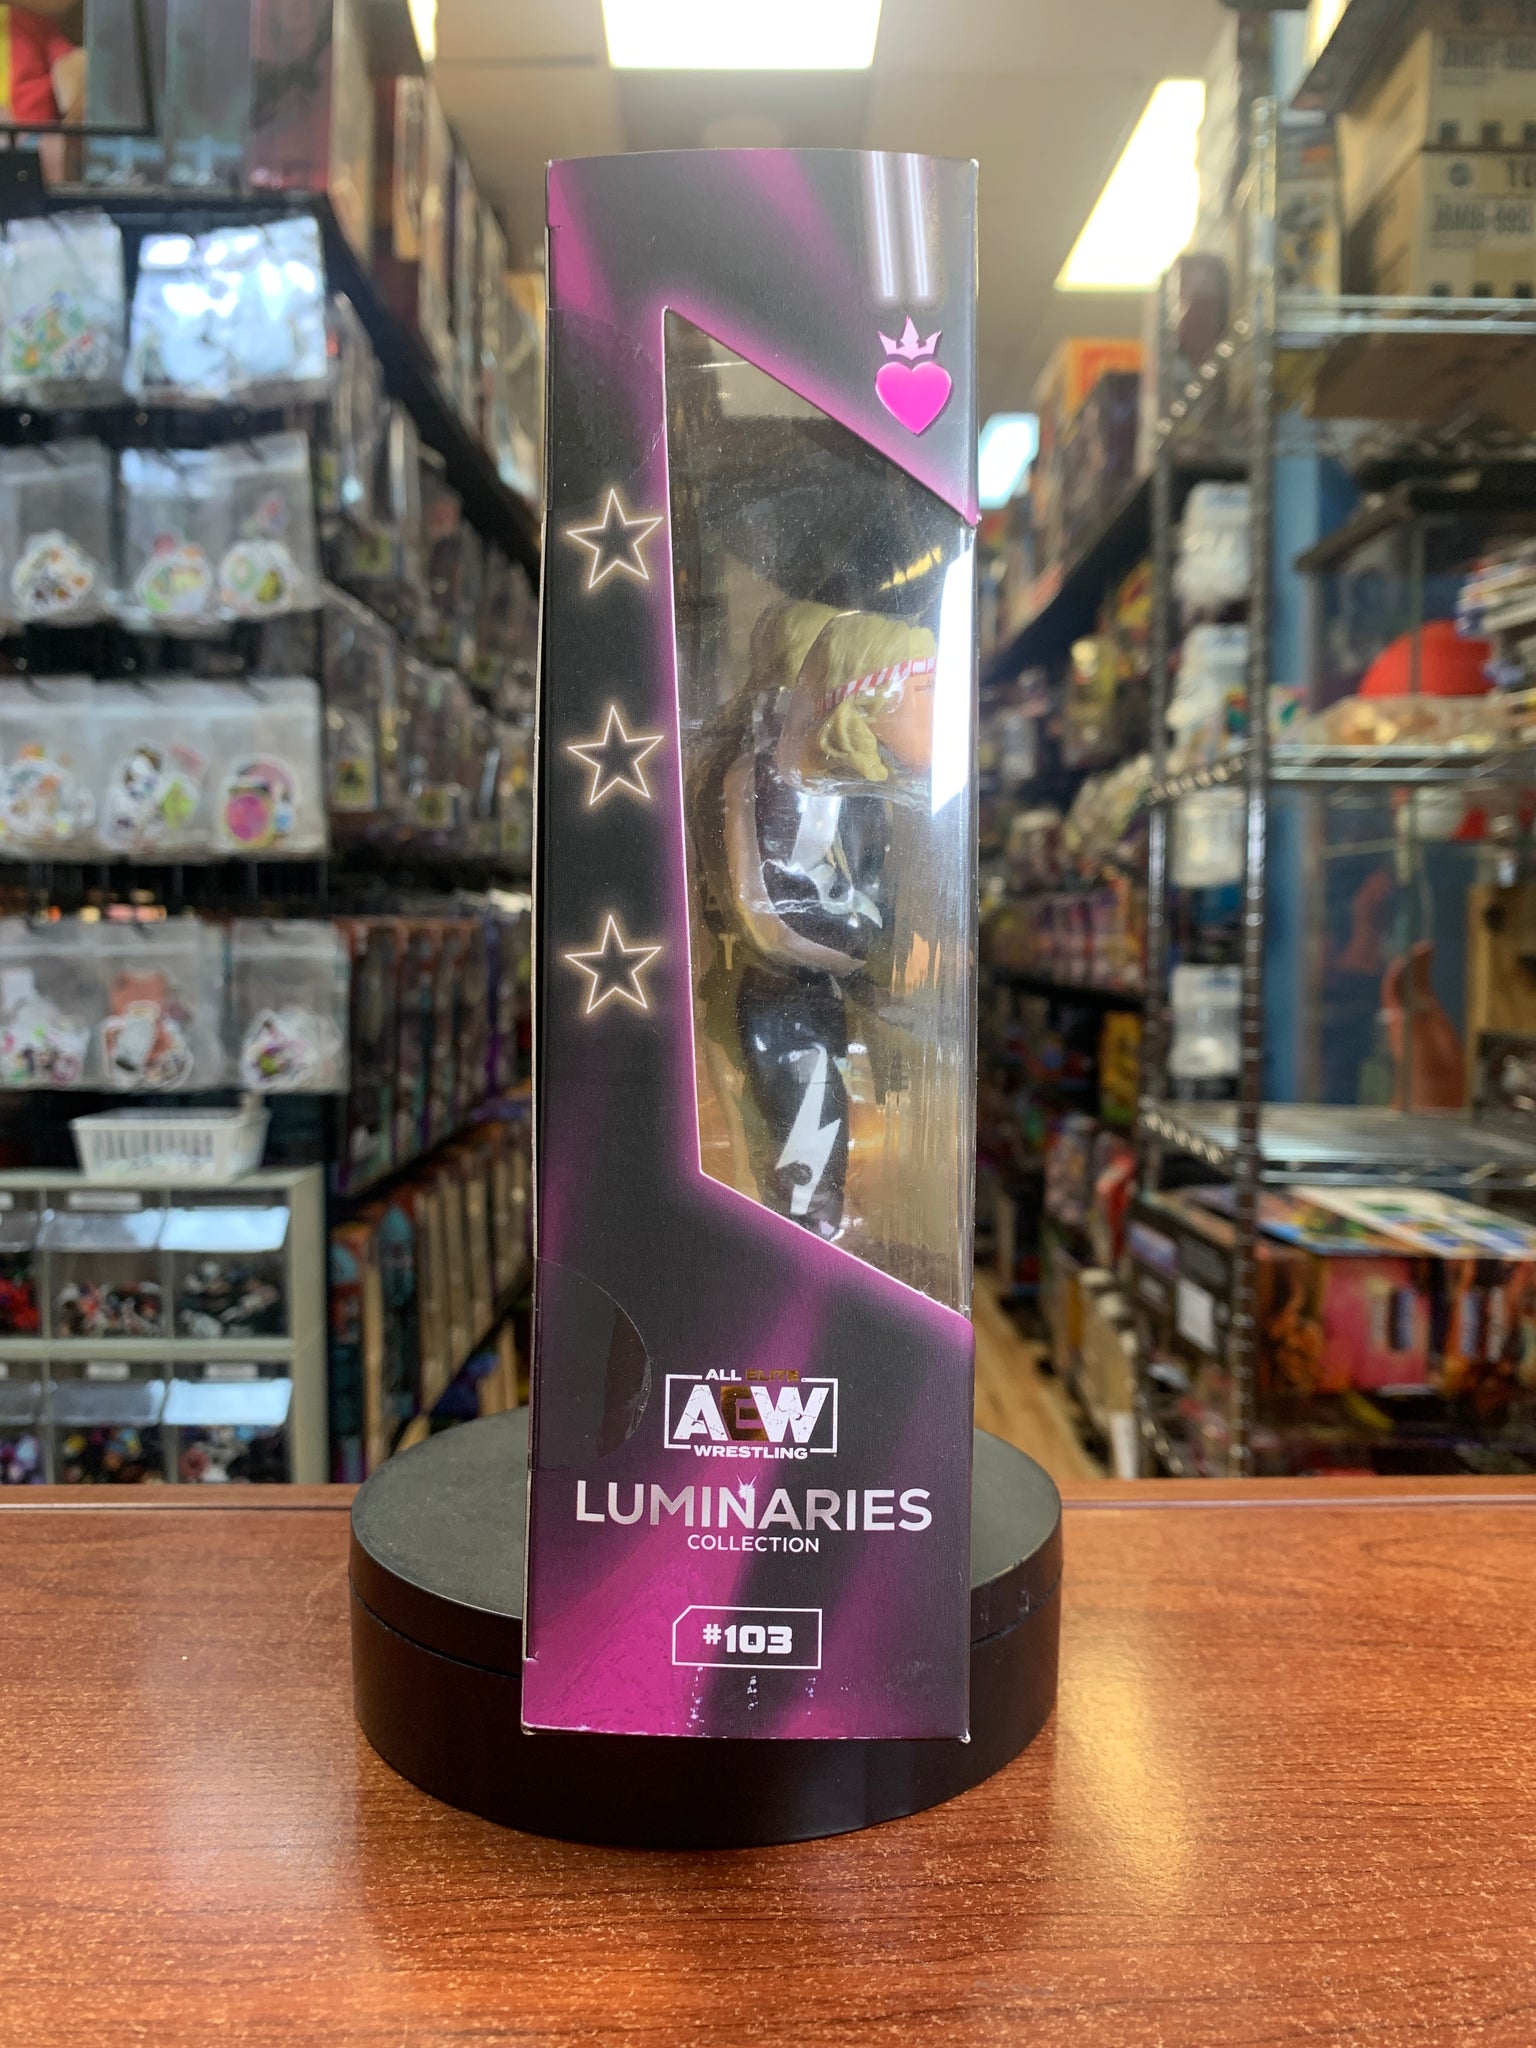 ALL ELITE
AEW
WRESTLING
LUMINARIES
COLLECTION
#103